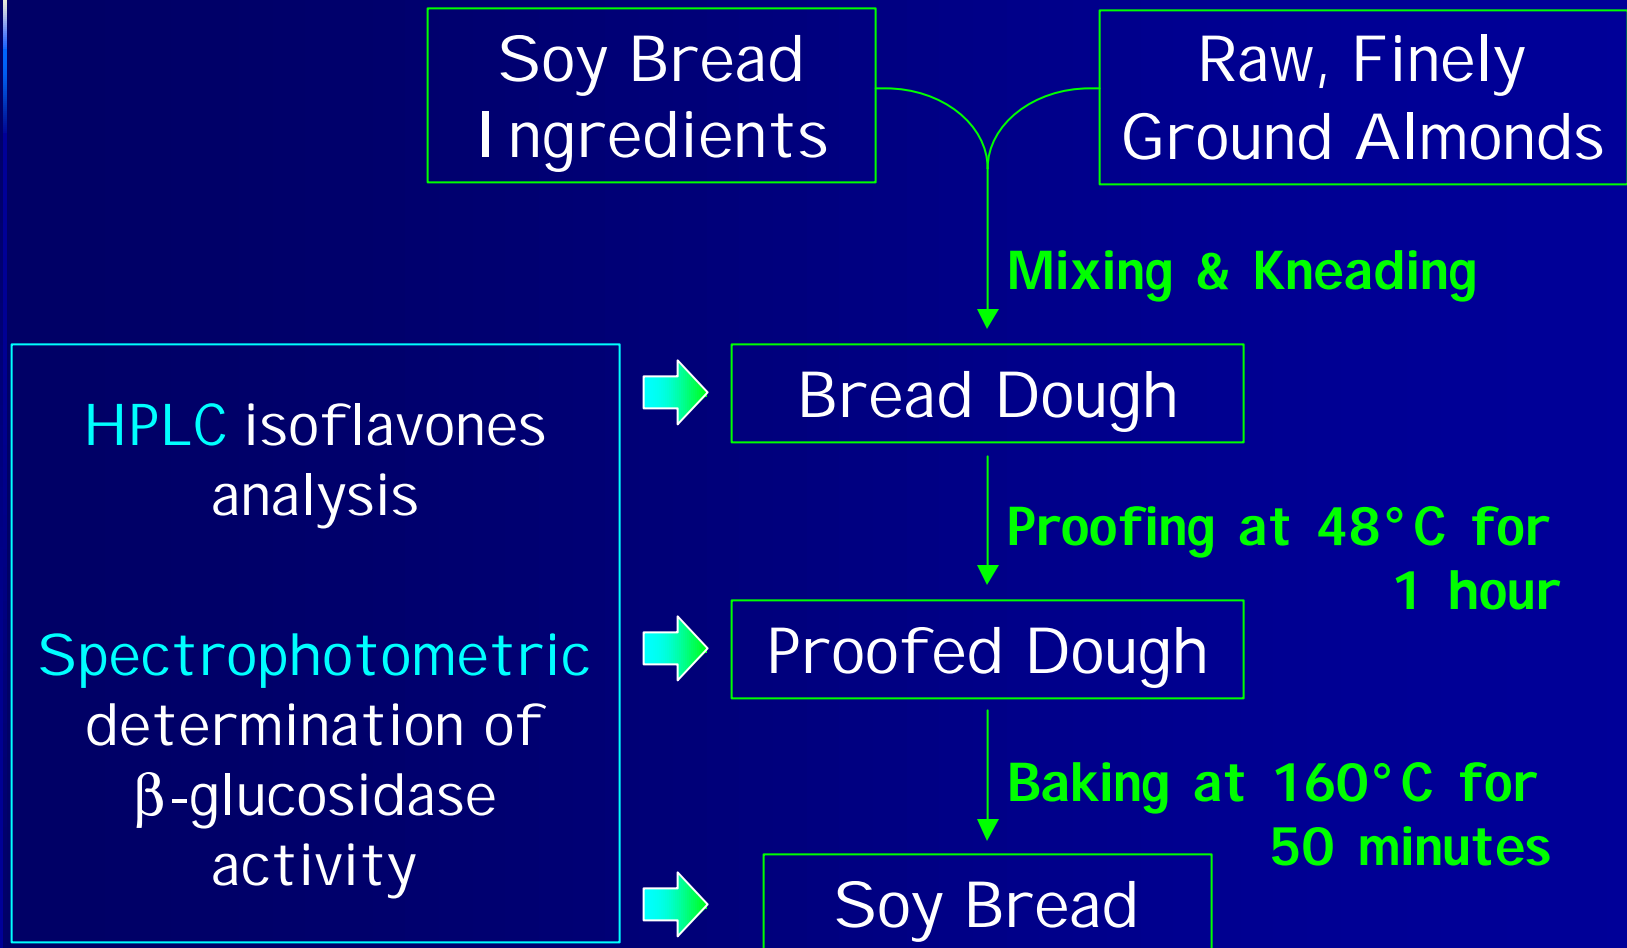 Soy Bread
Ingredients
Raw, Finely
Ground Almonds
Mixing & Kneading
Bread Dough
HPLC isoflavones
analysis
Proofing at 48°C for
1 hour
Spectrophotometric
determination of
β-glucosidase
activity
Proofed Dough
Baking at 160°C for
50 minutes
Soy Bread